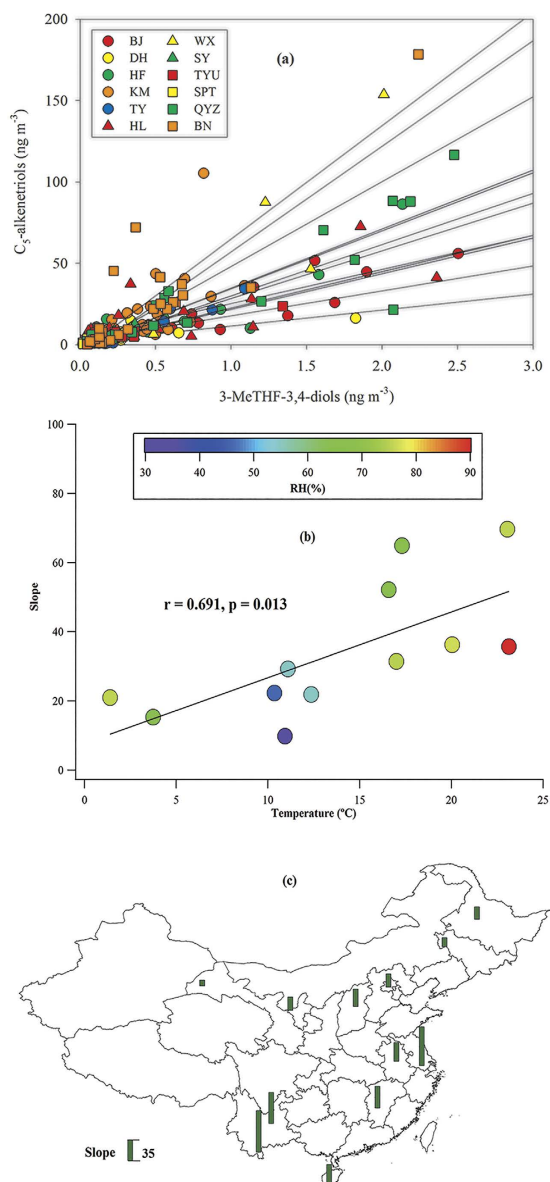 (a)
BJ WX
DH SY
HF TYU
KM SPT
TY QYZ
HL BN
200
150
100
50
0
C5-alkenetriols (ng m-3)
0.0 0.5 1.0 1.5 2.0 2.5 3.0
3-MeTHF-3,4-diols (ng m-3)
100
80
60
40
20
0
Slope
30 40 50 60 70 80 90
RH(%)
(b)
r = 0.691, p = 0.013
0 5 10 15 20 25
Temperature (°C)
(c)
Slope 35